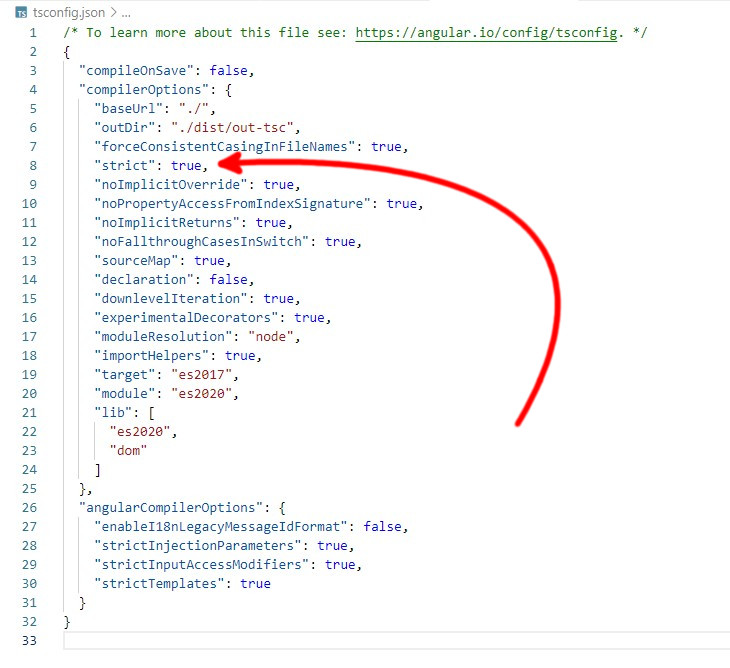 TS tsconfig.json > ...
1 /* To learn more about this file see: https://angular.io/config/tsconfig. */
2 {
3   "compileOnSave": false,
4   "compilerOptions": {
5     "baseUrl": "./",
6     "outDir": "./dist/out-tsc",
7     "forceConsistentCasingInFileNames": true,
8     "strict": true,
9     "noImplicitOverride": true,
10     "noPropertyAccessFromIndexSignature": true,
11     "noImplicitReturns": true,
12     "noFallthroughCasesInSwitch": true,
13     "sourceMap": true,
14     "declaration": false,
15     "downlevelIteration": true,
16     "experimentalDecorators": true,
17     "moduleResolution": "node",
18     "importHelpers": true,
19     "target": "es2017",
20     "module": "es2020",
21     "lib": [
22       "es2020",
23       "dom"
24     ]
25   },
26   "angularCompilerOptions": {
27     "enableI18nLegacyMessageIdFormat": false,
28     "strictInjectionParameters": true,
29     "strictInputAccessModifiers": true,
30     "strictTemplates": true
31   }
32 }
33